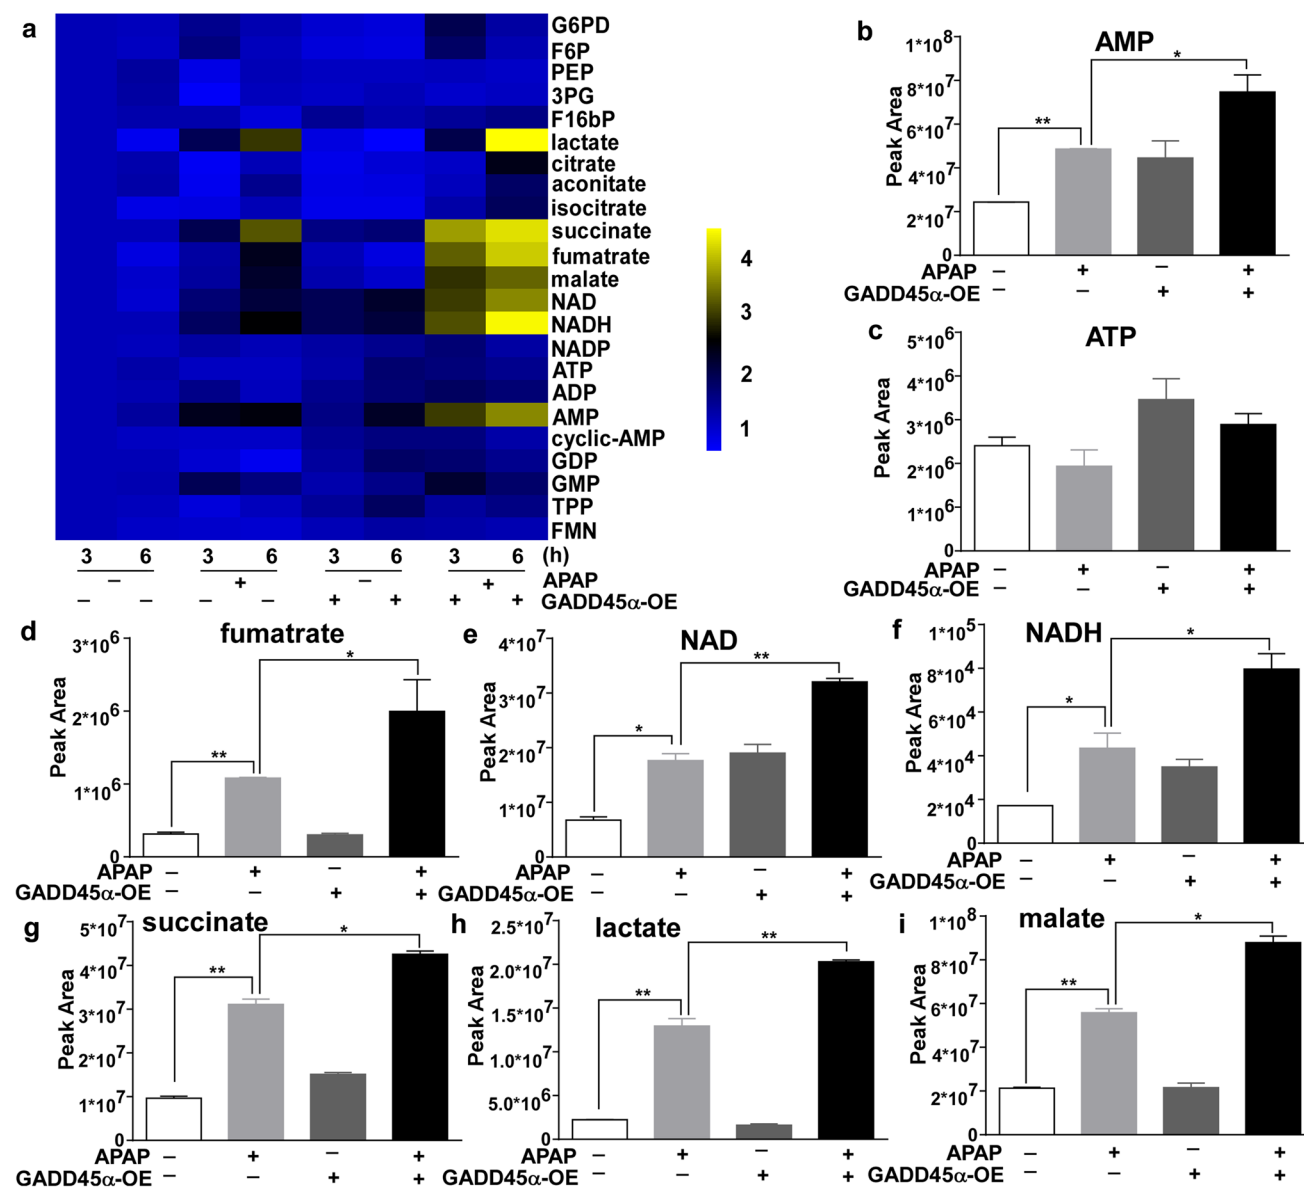 a
G6PD
F6P
PEP
3PG
F16bP
lactate
citrate
aconitate
isocitrate
succinate
fumatrate
malate
NAD
NADH
NADP
ATP
ADP
AMP
cyclic-AMP
GDP
GMP
TPP
FMN
4
3
2
1
3 6 3 6 3 6 3 6 (h)
− + − + APAP
− − − − + + + + GADD45α-OE
b
AMP
Peak Area
1*10^8
8*10^7
6*10^7
4*10^7
2*10^7
0
** *
APAP − + − +
GADD45α-OE − − + +
c
ATP
Peak Area
5*10^6
4*10^6
3*10^6
2*10^6
1*10^6
0
APAP − + − +
GADD45α-OE − − + +
d
fumatrate
Peak Area
3*10^6
2*10^6
1*10^6
0
** *
APAP − + − +
GADD45α-OE − − + +
e
NAD
Peak Area
4*10^7
3*10^7
2*10^7
1*10^7
0
* **
APAP − + − +
GADD45α-OE − − + +
f
NADH
Peak Area
1*10^5
8*10^4
6*10^4
4*10^4
2*10^4
0
* *
APAP − + − +
GADD45α-OE − − + +
g
succinate
Peak Area
5*10^7
4*10^7
3*10^7
2*10^7
1*10^7
0
** *
APAP − + − +
GADD45α-OE − − + +
h
lactate
Peak Area
2.5*10^7
2.0*10^7
1.5*10^7
1.0*10^7
5.0*10^6
0
** **
APAP − + − +
GADD45α-OE − − + +
i
malate
Peak Area
1*10^8
8*10^7
6*10^7
4*10^7
2*10^7
0
** *
APAP − + − +
GADD45α-OE − − + +